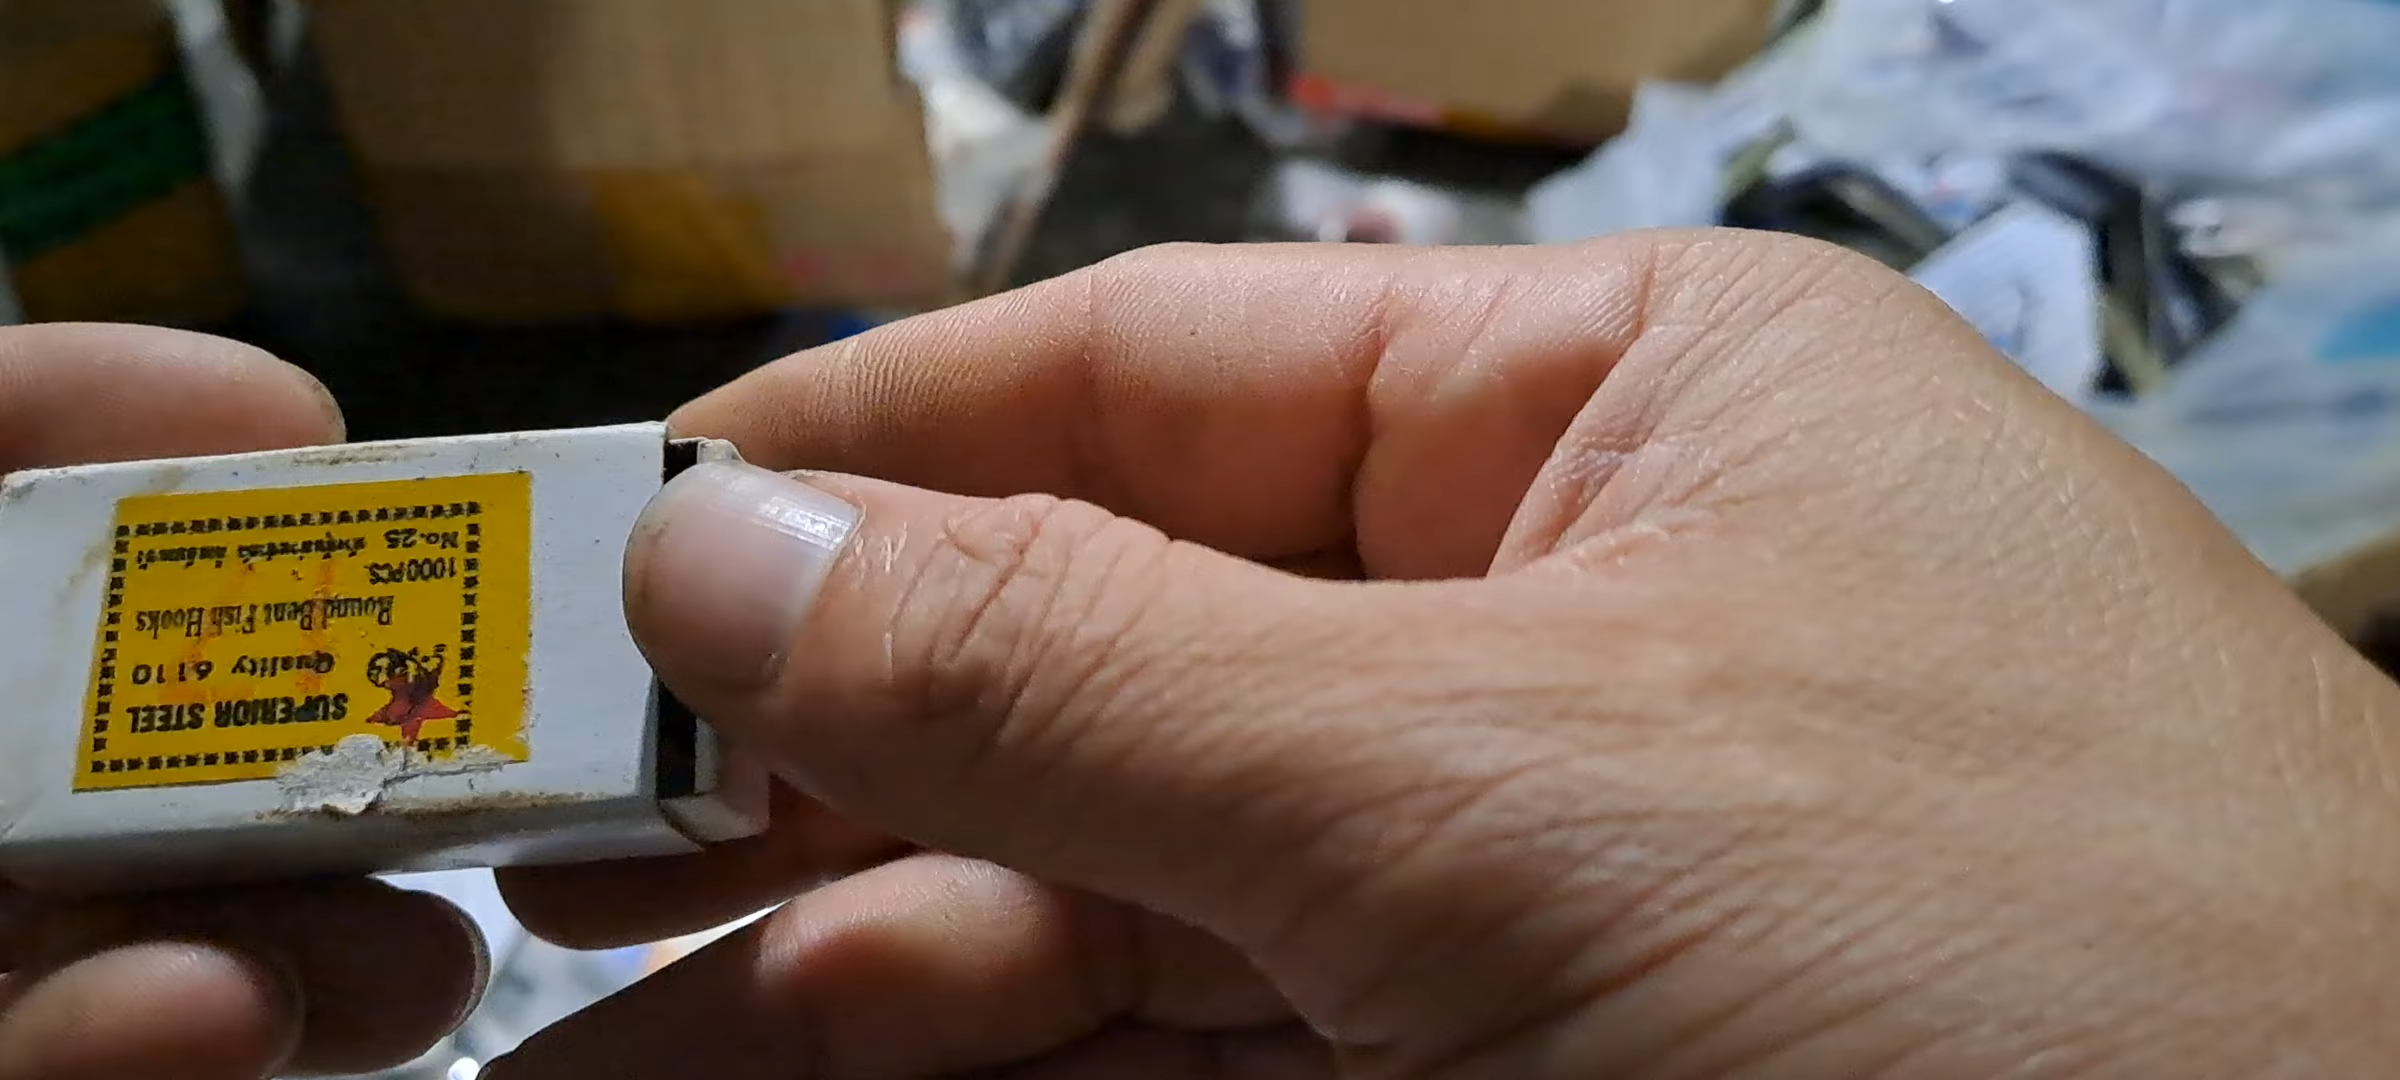 SUPERIOR STEEL
Quality 6110
Round Bent Fish Hooks
1000PCS.
No.25